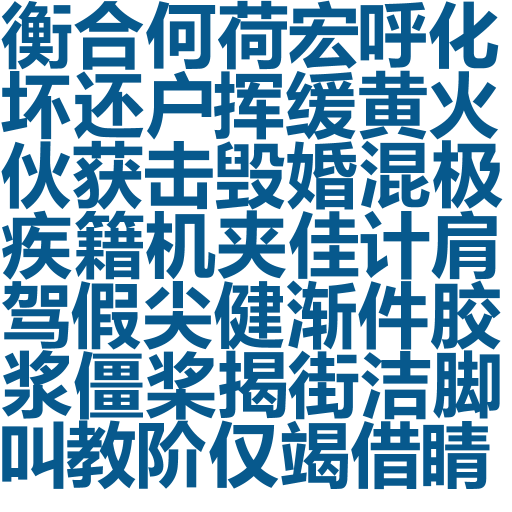 衡合何荷宏呼化
坏还户挥缓黄火
伙获击毁婚混极
疾籍机夹佳计肩
驾假尖健渐件胶
浆僵桨揭街洁脚
叫教阶仅竭借睛